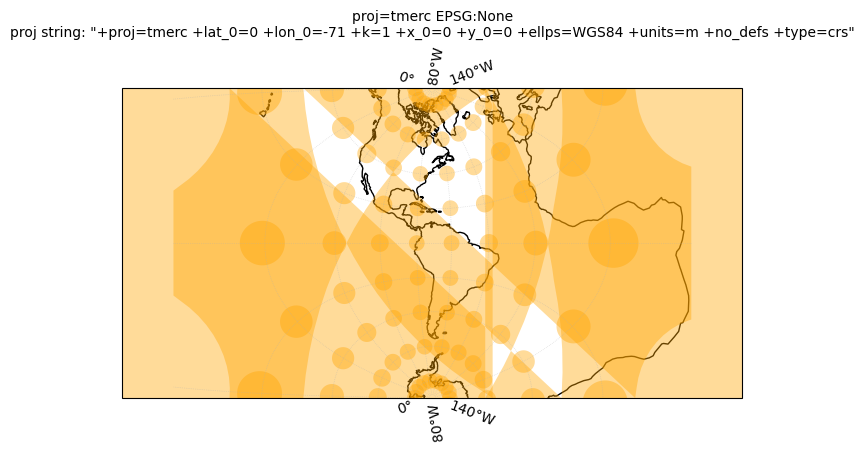 proj=tmerc EPSG:None
proj string: "+proj=tmerc +lat_0=0 +lon_0=-71 +k=1 +x_0=0 +y_0=0 +ellps=WGS84 +units=m +no_defs +type=crs"
0° 80°W 140°W
0° 80°W 140°W